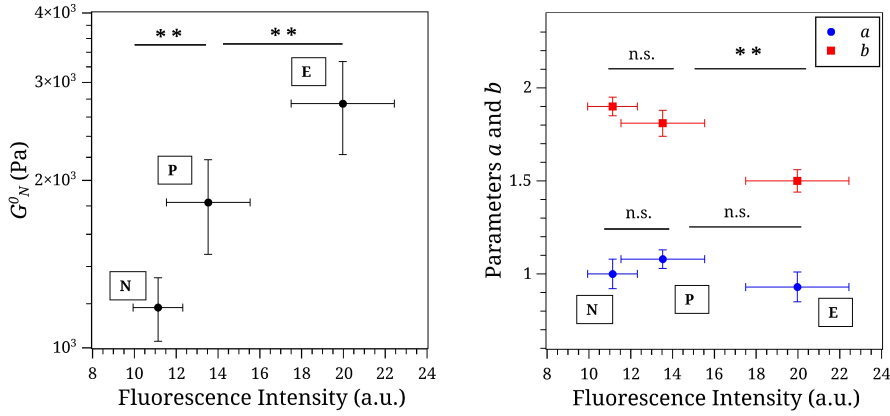 4×10³
3×10³
2×10³
10³
G⁰N (Pa)
* *
* *
E
P
N
8 10 12 14 16 18 20 22 24
Fluorescence Intensity (a.u.)
a
b
n.s.
* *
n.s.
n.s.
N
P
E
2
1.5
1
Parameters a and b
8 10 12 14 16 18 20 22 24
Fluorescence Intensity (a.u.)